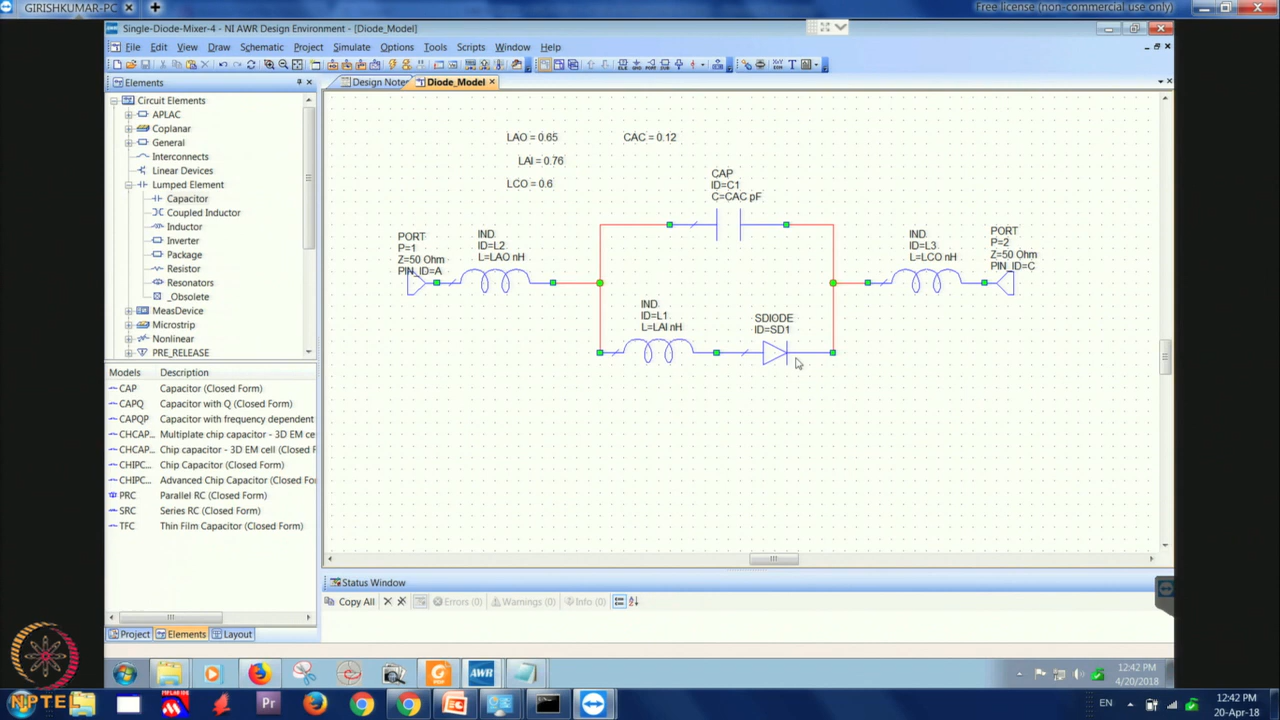 GIRISHKUMAR-PC
Free license (non-commercial use only)
Single-Diode-Mixer-4 - NI AWR Design Environment - [Diode_Model]
File Edit View Draw Schematic Project Simulate Options Tools Scripts Window Help
Elements
Design Notes
Diode_Model
Circuit Elements
APLAC
Coplanar
General
Interconnects
Linear Devices
Lumped Element
Capacitor
Coupled Inductor
Inductor
Inverter
Package
Resistor
Resonators
_Obsolete
MeasDevice
Microstrip
Nonlinear
PRE_RELEASE
Models Description
CAP Capacitor (Closed Form)
CAPQ Capacitor with Q (Closed Form)
CAPQP Capacitor with frequency dependent
CHCAP... Multiplate chip capacitor - 3D EM ce
CHCAP... Chip capacitor - 3D EM cell (Closed F
CHIPC... Chip Capacitor (Closed Form)
CHIPC... Advanced Chip Capacitor (Closed Fo
PRC Parallel RC (Closed Form)
SRC Series RC (Closed Form)
TFC Thin Film Capacitor (Closed Form)
Project Elements Layout
LAO = 0.65
CAC = 0.12
LAI = 0.76
LCO = 0.6
CAP
ID=C1
C=CAC pF
PORT
P=1
Z=50 Ohm
PIN_ID=A
IND
ID=L2
L=LAO nH
IND
ID=L3
L=LCO nH
PORT
P=2
Z=50 Ohm
PIN_ID=C
IND
ID=L1
L=LAI nH
SDIODE
ID=SD1
Status Window
Copy All
Errors (0)
Warnings (0)
Info (0)
AWR
12:42 PM
4/20/2018
NPTEL
Pr
EN
12:42 PM
20-Apr-18